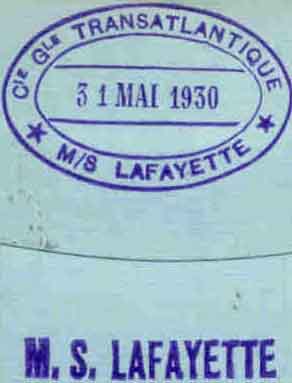 Cⁱᴱ Gˡᴱ TRANSATLANTIQUE
31 MAI 1930
★ M/S LAFAYETTE ★
M. S. LAFAYETTE